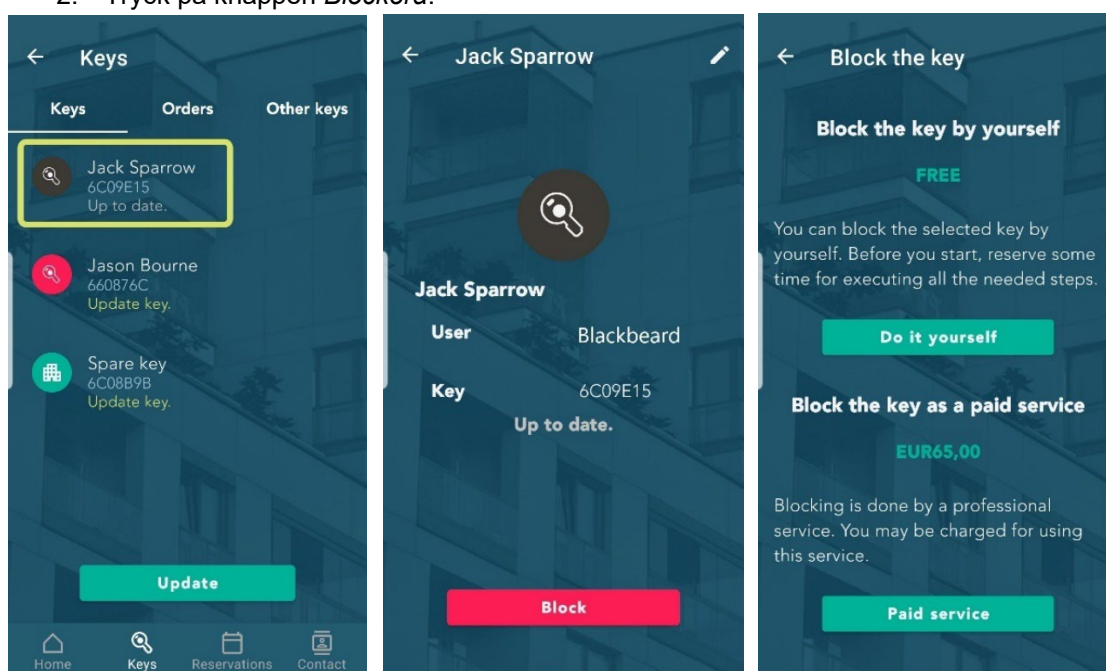 2. Tryck på knappen Blockera.
Keys
Keys Orders Other keys
Jack Sparrow
6C09E15
Up to date.
Jason Bourne
660876C
Update key.
Spare key
6C08B9B
Update key.
Update
Home Keys Reservations Contact
Jack Sparrow
Jack Sparrow
User Blackbeard
Key 6C09E15
Up to date.
Block
Block the key
Block the key by yourself
FREE
You can block the selected key by
yourself. Before you start, reserve some
time for executing all the needed steps.
Do it yourself
Block the key as a paid service
EUR65,00
Blocking is done by a professional
service. You may be charged for using
this service.
Paid service